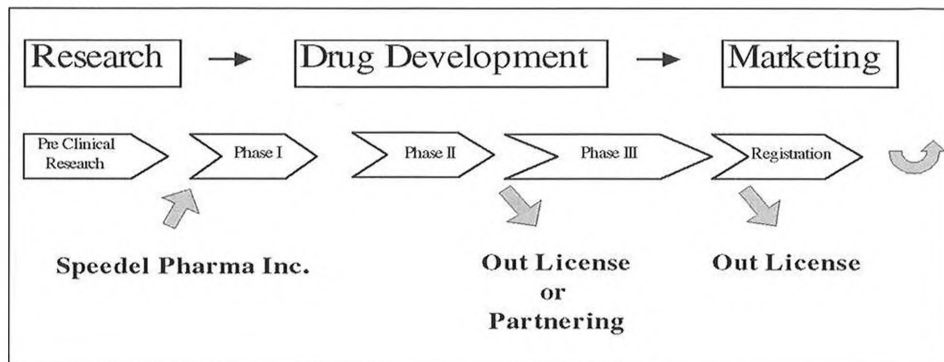 Research
Drug Development
Marketing
Pre Clinical
Research
Phase I
Phase II
Phase III
Registration
Speedel Pharma Inc.
Out License
or
Partnering
Out License